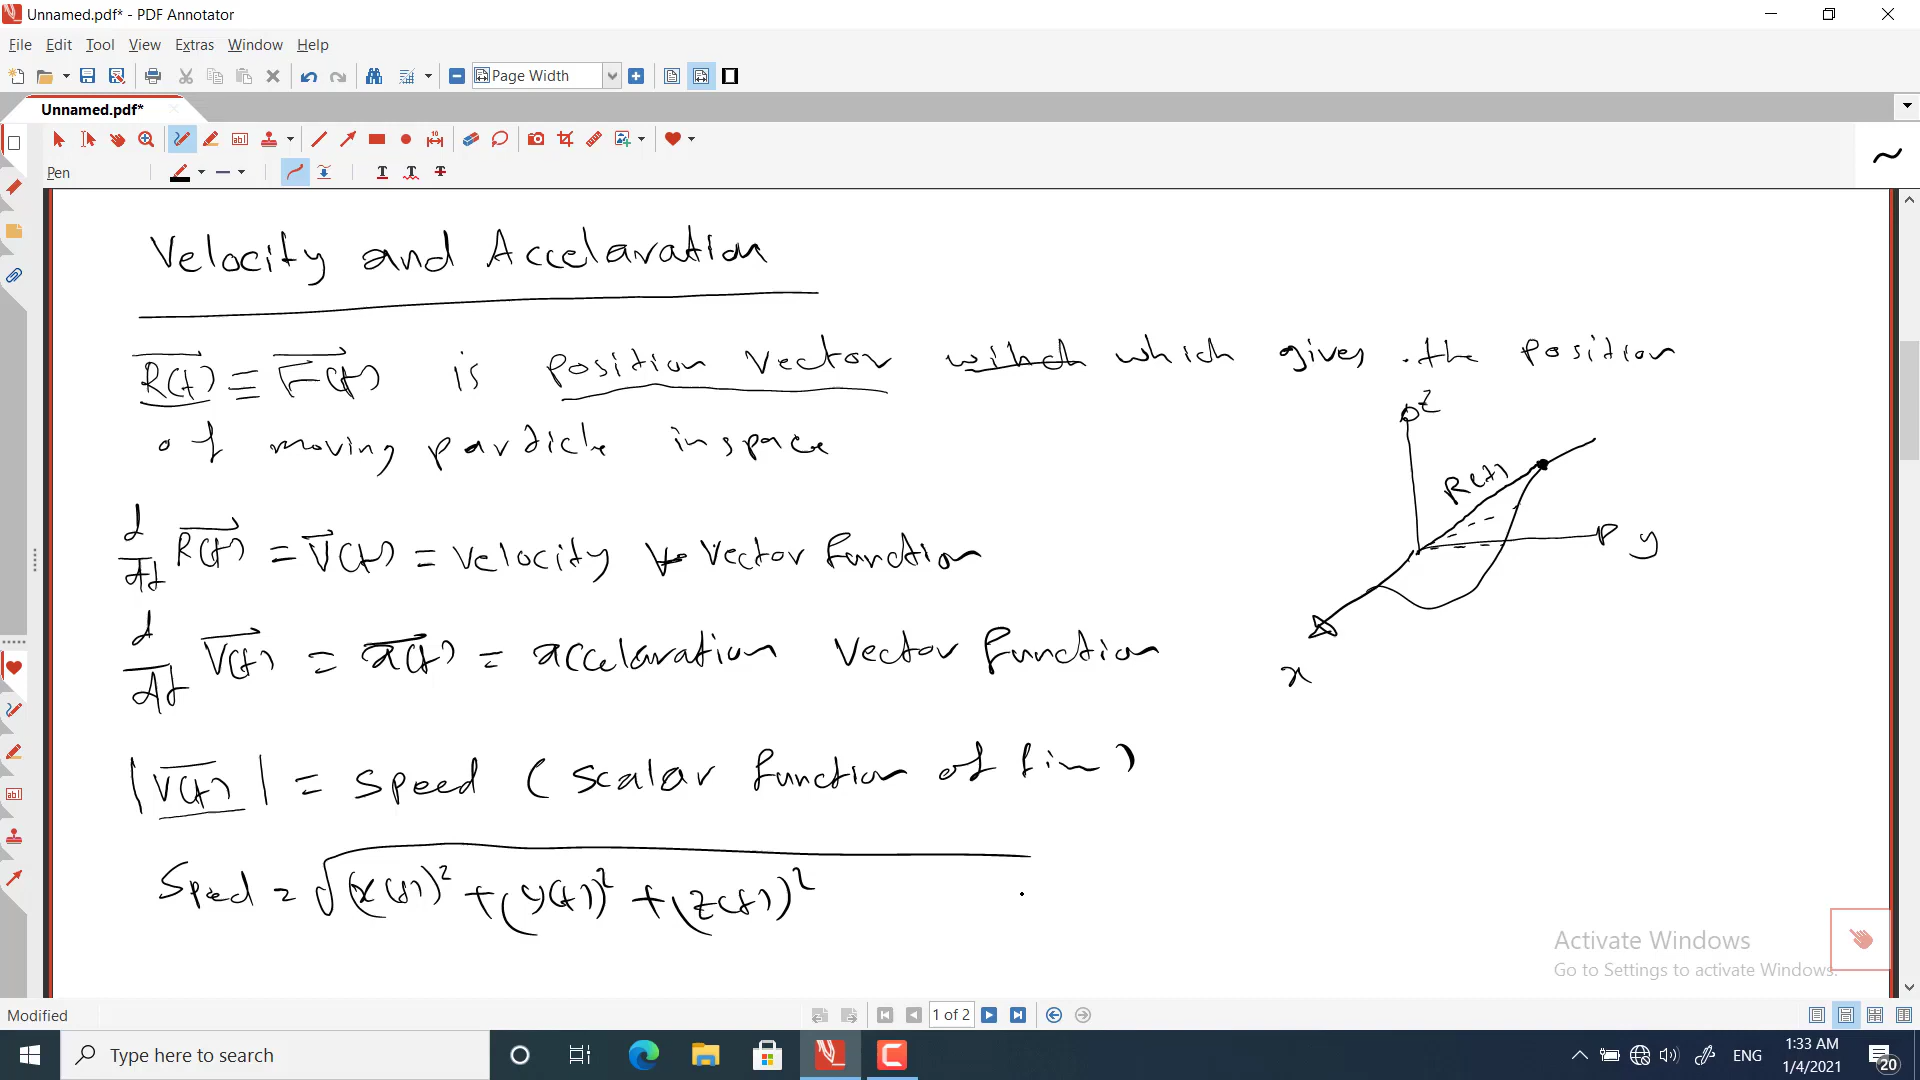 Unnamed.pdf* - PDF Annotator
File Edit Tool View Extras Window Help
Page Width
Unnamed.pdf*
Pen
Velocity and Accelaration
R(t) ≡ F(t) is position vector which gives the position
of moving particle in space
d/dt R(t) = V(t) = velocity vector function
d/dt V(t) = a(t) = accelaration vector function
|V(t)| = speed (scalar function of tim)
Speed = √(x(t))² + (y(t))² + (z(t))²
z
R(t)
y
x
Activate Windows
Go to Settings to activate Windows.
Modified
1 of 2
Type here to search
ENG
1:33 AM
1/4/2021
20